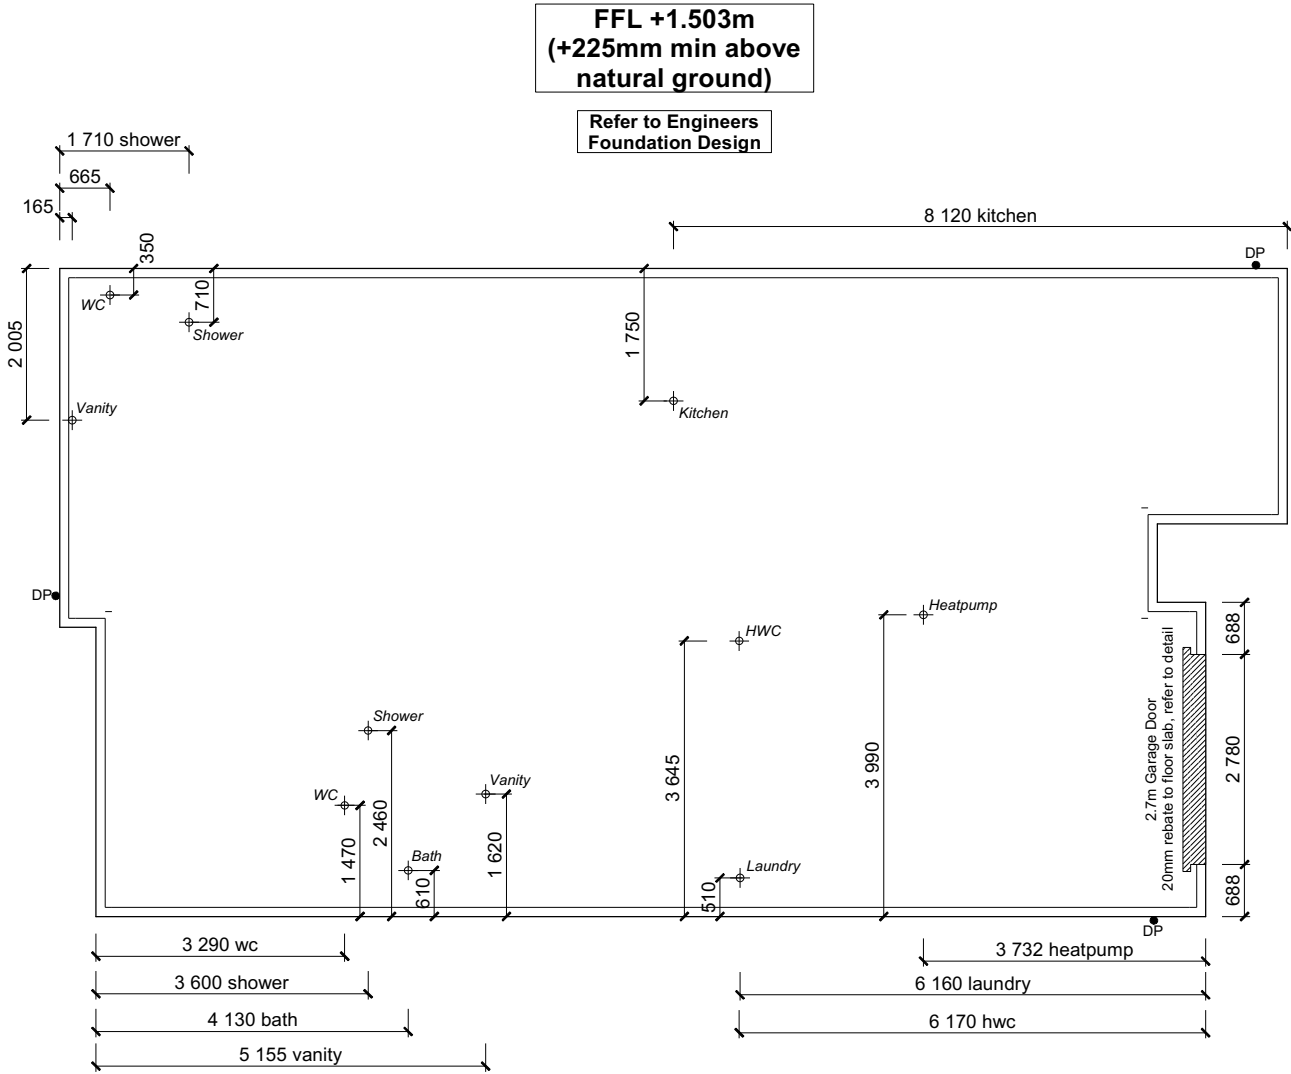 FFL +1.503m
(+225mm min above
natural ground)
Refer to Engineers
Foundation Design
1 710 shower
665
165
8 120 kitchen
350
DP
WC
710
Shower
2 005
1 750
Vanity
Kitchen
DP
Heatpump
HWC
688
Shower
2.7m Garage Door
20mm rebate to floor slab, refer to detail
2 780
3 645
3 990
Vanity
WC
2 460
1 470
1 620
Bath
610
Laundry
510
688
DP
3 290 wc
3 732 heatpump
3 600 shower
6 160 laundry
4 130 bath
6 170 hwc
5 155 vanity